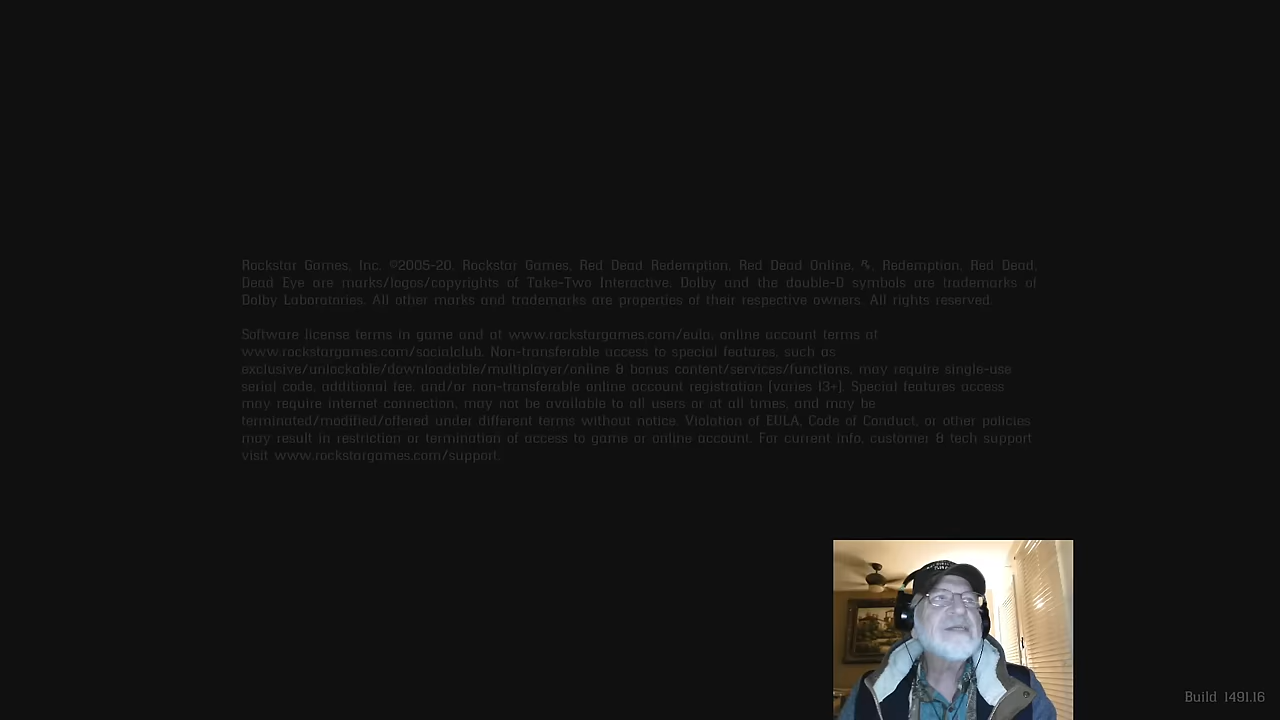 Rockstar Games, Inc. ©2005-20. Rockstar Games, Red Dead Redemption, Red Dead Online, R, Redemption, Red Dead,
Dead Eye are marks/logos/copyrights of Take-Two Interactive. Dolby and the double-D symbols are trademarks of
Dolby Laboratories. All other marks and trademarks are properties of their respective owners. All rights reserved.
Software license terms in game and at www.rockstargames.com/eula, online account terms at
www.rockstargames.com/socialclub. Non-transferable access to special features, such as
exclusive/unlockable/downloadable/multiplayer/online & bonus content/services/functions, may require single-use
serial code, additional fee, and/or non-transferable online account registration (varies 13+). Special features access
may require internet connection, may not be available to all users or at all times, and may be
terminated/modified/offered under different terms without notice. Violation of EULA, Code of Conduct, or other policies
may result in restriction or termination of access to game or online account. For current info, customer & tech support
visit www.rockstargames.com/support.
Build 1491.16